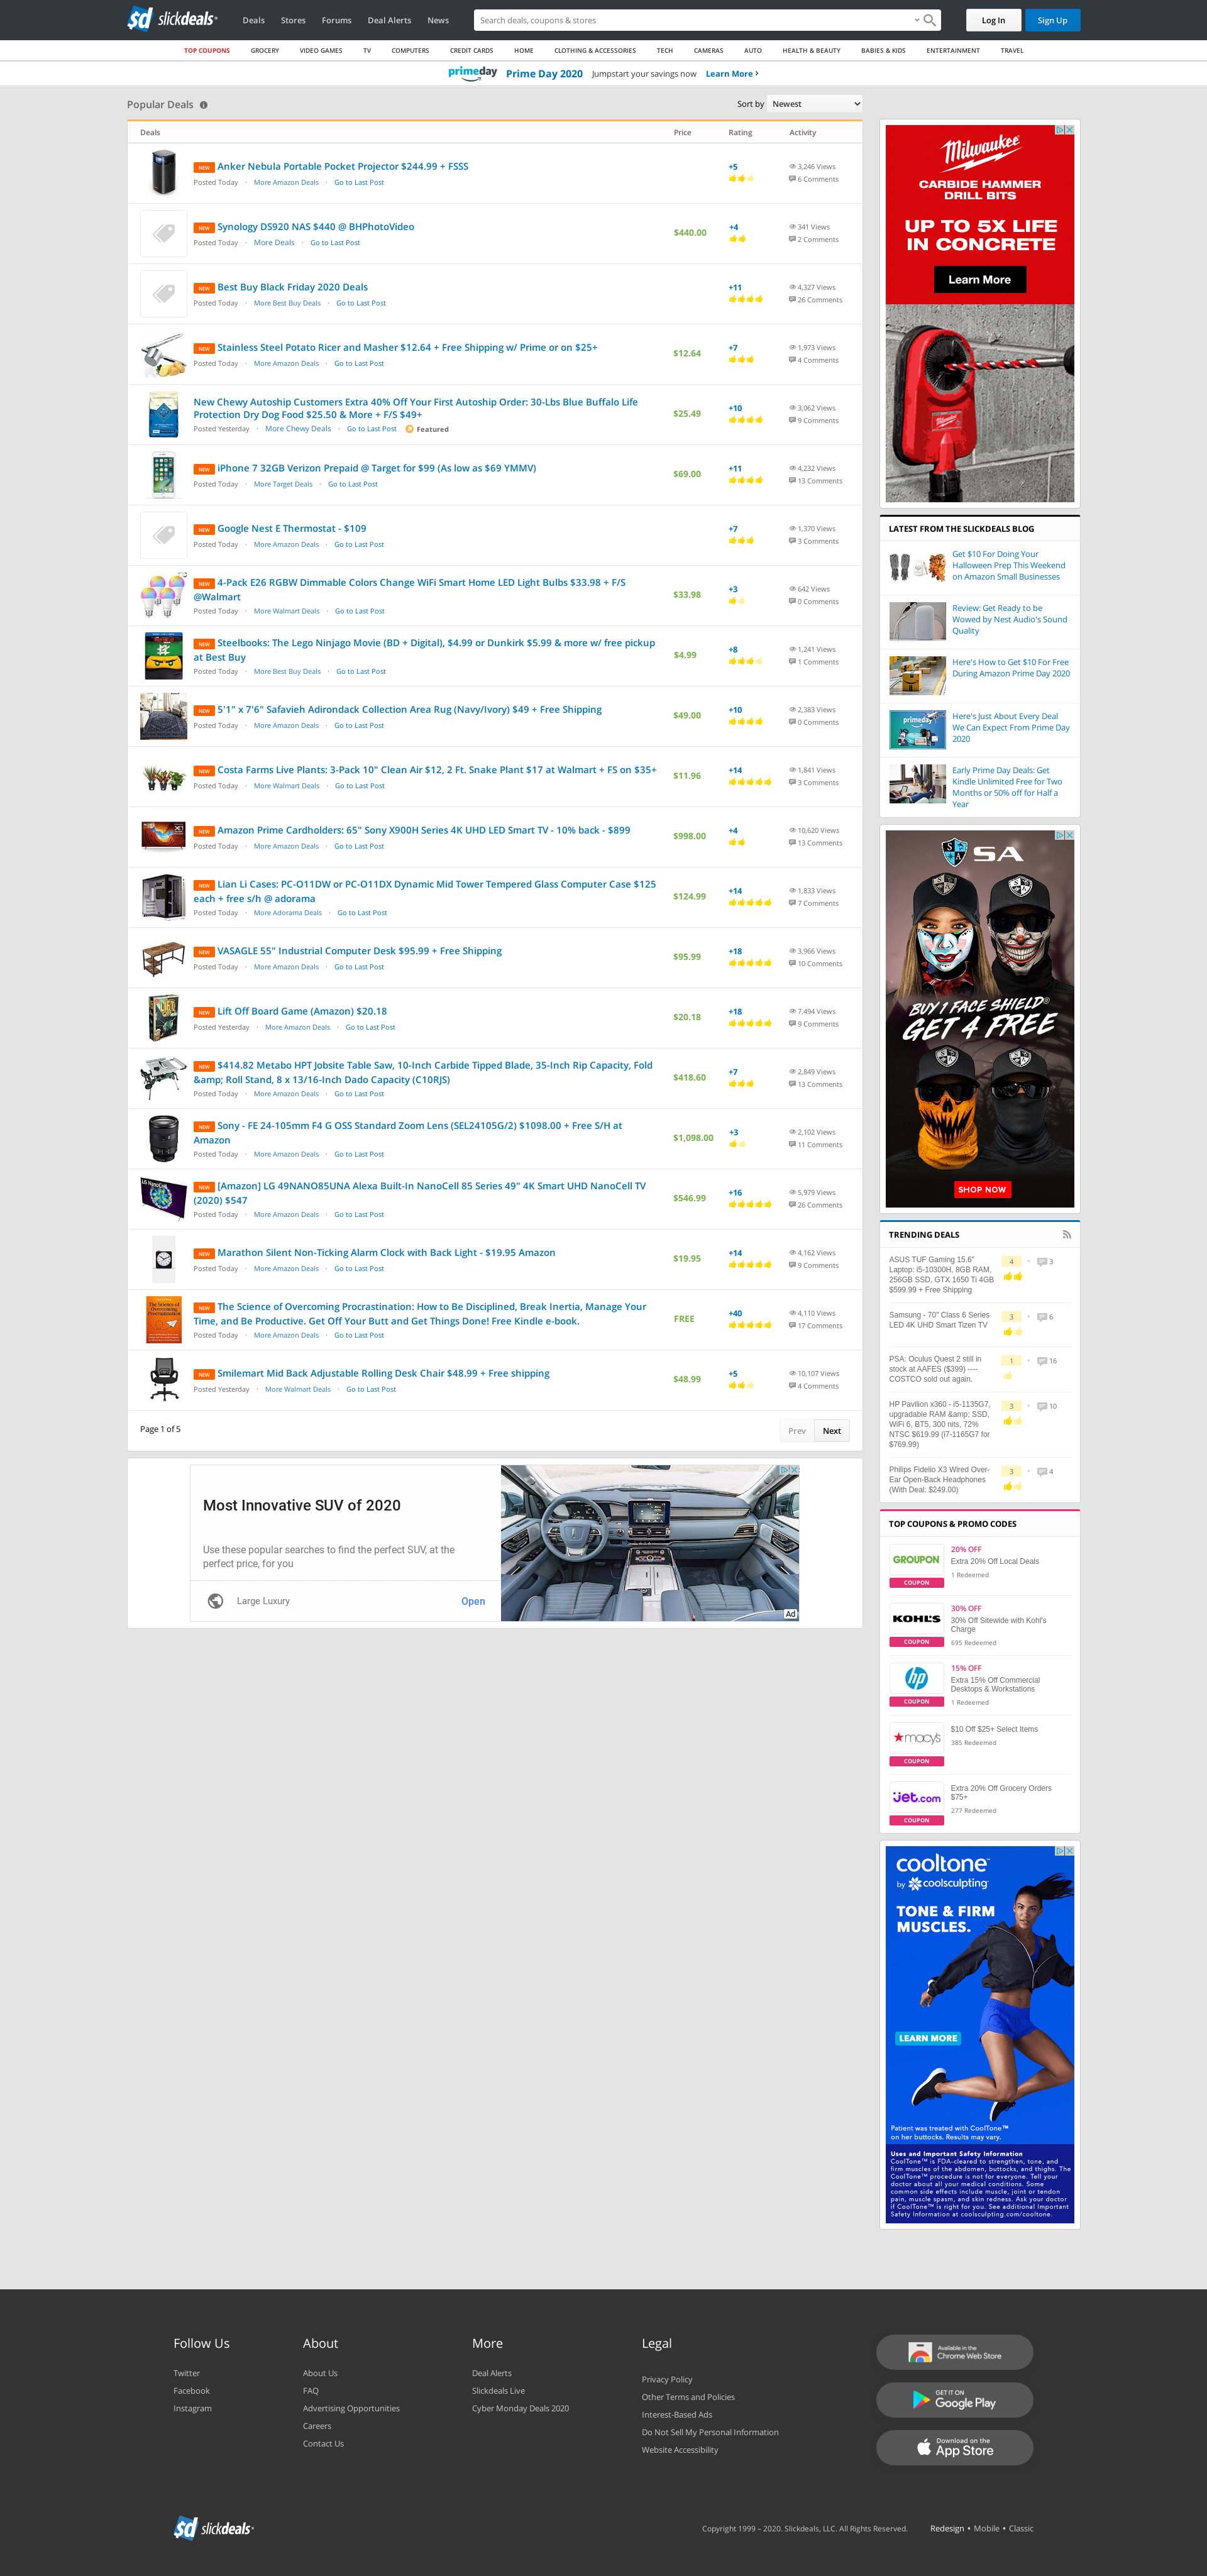 sd slickdeals
Deals Stores Forums Deal Alerts News
Search deals, coupons & stores
Log In Sign Up
TOP COUPONS GROCERY VIDEO GAMES TV COMPUTERS CREDIT CARDS HOME CLOTHING & ACCESSORIES TECH CAMERAS AUTO HEALTH & BEAUTY BABIES & KIDS ENTERTAINMENT TRAVEL
primeday Prime Day 2020 Jumpstart your savings now Learn More
Popular Deals
Sort by Newest
Deals Price Rating Activity
NEW Anker Nebula Portable Pocket Projector $244.99 + FSSS
Posted Today · More Amazon Deals · Go to Last Post
+5
3,246 Views
6 Comments
NEW Synology DS920 NAS $440 @ BHPhotoVideo
Posted Today · More Deals · Go to Last Post
$440.00
+4
341 Views
2 Comments
NEW Best Buy Black Friday 2020 Deals
Posted Today · More Best Buy Deals · Go to Last Post
+11
4,327 Views
26 Comments
NEW Stainless Steel Potato Ricer and Masher $12.64 + Free Shipping w/ Prime or on $25+
Posted Today · More Amazon Deals · Go to Last Post
$12.64
+7
1,973 Views
4 Comments
New Chewy Autoship Customers Extra 40% Off Your First Autoship Order: 30-Lbs Blue Buffalo Life
Protection Dry Dog Food $25.50 & More + F/S $49+
Posted Yesterday · More Chewy Deals · Go to Last Post Featured
$25.49
+10
3,062 Views
9 Comments
NEW iPhone 7 32GB Verizon Prepaid @ Target for $99 (As low as $69 YMMV)
Posted Today · More Target Deals · Go to Last Post
$69.00
+11
4,232 Views
13 Comments
NEW Google Nest E Thermostat - $109
Posted Today · More Amazon Deals · Go to Last Post
+7
1,370 Views
3 Comments
NEW 4-Pack E26 RGBW Dimmable Colors Change WiFi Smart Home LED Light Bulbs $33.98 + F/S
@Walmart
Posted Today · More Walmart Deals · Go to Last Post
$33.98
+3
642 Views
0 Comments
NEW Steelbooks: The Lego Ninjago Movie (BD + Digital), $4.99 or Dunkirk $5.99 & more w/ free pickup
at Best Buy
Posted Today · More Best Buy Deals · Go to Last Post
$4.99
+8
1,241 Views
1 Comments
NEW 5'1" x 7'6" Safavieh Adirondack Collection Area Rug (Navy/Ivory) $49 + Free Shipping
Posted Today · More Amazon Deals · Go to Last Post
$49.00
+10
2,383 Views
0 Comments
NEW Costa Farms Live Plants: 3-Pack 10" Clean Air $12, 2 Ft. Snake Plant $17 at Walmart + FS on $35+
Posted Today · More Walmart Deals · Go to Last Post
$11.96
+14
1,841 Views
3 Comments
NEW Amazon Prime Cardholders: 65" Sony X900H Series 4K UHD LED Smart TV - 10% back - $899
Posted Today · More Amazon Deals · Go to Last Post
$998.00
+4
10,620 Views
13 Comments
NEW Lian Li Cases: PC-O11DW or PC-O11DX Dynamic Mid Tower Tempered Glass Computer Case $125
each + free s/h @ adorama
Posted Today · More Adorama Deals · Go to Last Post
$124.99
+14
1,833 Views
7 Comments
NEW VASAGLE 55" Industrial Computer Desk $95.99 + Free Shipping
Posted Today · More Amazon Deals · Go to Last Post
$95.99
+18
3,966 Views
10 Comments
NEW Lift Off Board Game (Amazon) $20.18
Posted Yesterday · More Amazon Deals · Go to Last Post
$20.18
+18
7,494 Views
9 Comments
NEW $414.82 Metabo HPT Jobsite Table Saw, 10-Inch Carbide Tipped Blade, 35-Inch Rip Capacity, Fold
&amp; Roll Stand, 8 x 13/16-Inch Dado Capacity (C10RJS)
Posted Today · More Amazon Deals · Go to Last Post
$418.60
+7
2,849 Views
13 Comments
NEW Sony - FE 24-105mm F4 G OSS Standard Zoom Lens (SEL24105G/2) $1098.00 + Free S/H at
Amazon
Posted Today · More Amazon Deals · Go to Last Post
$1,098.00
+3
2,102 Views
11 Comments
NEW [Amazon] LG 49NANO85UNA Alexa Built-In NanoCell 85 Series 49" 4K Smart UHD NanoCell TV
(2020) $547
Posted Today · More Amazon Deals · Go to Last Post
$546.99
+16
5,979 Views
26 Comments
NEW Marathon Silent Non-Ticking Alarm Clock with Back Light - $19.95 Amazon
Posted Today · More Amazon Deals · Go to Last Post
$19.95
+14
4,162 Views
9 Comments
NEW The Science of Overcoming Procrastination: How to Be Disciplined, Break Inertia, Manage Your
Time, and Be Productive. Get Off Your Butt and Get Things Done! Free Kindle e-book.
Posted Today · More Amazon Deals · Go to Last Post
FREE
+40
4,110 Views
17 Comments
NEW Smilemart Mid Back Adjustable Rolling Desk Chair $48.99 + Free shipping
Posted Yesterday · More Walmart Deals · Go to Last Post
$48.99
+5
10,107 Views
4 Comments
Page 1 of 5
Prev Next
Most Innovative SUV of 2020
Use these popular searches to find the perfect SUV, at the
perfect price, for you
Large Luxury Open
Ad
Milwaukee
CARBIDE HAMMER
DRILL BITS
UP TO 5X LIFE
IN CONCRETE
Learn More
LATEST FROM THE SLICKDEALS BLOG
Get $10 For Doing Your
Halloween Prep This Weekend
on Amazon Small Businesses
Review: Get Ready to be
Wowed by Nest Audio's Sound
Quality
Here's How to Get $10 For Free
During Amazon Prime Day 2020
Here's Just About Every Deal
We Can Expect From Prime Day
2020
Early Prime Day Deals: Get
Kindle Unlimited Free for Two
Months or 50% off for Half a
Year
SA
BUY 1 FACE SHIELD®
GET 4 FREE
SHOP NOW
TRENDING DEALS
ASUS TUF Gaming 15.6"
Laptop: i5-10300H, 8GB RAM,
256GB SSD, GTX 1650 Ti 4GB
$599.99 + Free Shipping
4 · 3
Samsung - 70" Class 6 Series
LED 4K UHD Smart Tizen TV
3 · 6
PSA: Oculus Quest 2 still in
stock at AAFES ($399) ----
COSTCO sold out again.
1 · 16
HP Pavilion x360 - i5-1135G7,
upgradable RAM &amp; SSD,
WiFi 6, BT5, 300 nits, 72%
NTSC $619.99 (i7-1165G7 for
$769.99)
3 · 10
Philips Fidelio X3 Wired Over-
Ear Open-Back Headphones
(With Deal: $249.00)
3 · 4
TOP COUPONS & PROMO CODES
GROUPON
COUPON
20% OFF
Extra 20% Off Local Deals
1 Redeemed
KOHL'S
COUPON
30% OFF
30% Off Sitewide with Kohl's
Charge
695 Redeemed
hp
COUPON
15% OFF
Extra 15% Off Commercial
Desktops & Workstations
1 Redeemed
macys
COUPON
$10 Off $25+ Select Items
385 Redeemed
jet.com
COUPON
Extra 20% Off Grocery Orders
$75+
277 Redeemed
cooltone™
by coolsculpting®
TONE & FIRM
MUSCLES.
LEARN MORE
Patient was treated with CoolTone™
on her buttocks. Results may vary.
Uses and Important Safety Information
CoolTone™ is FDA-cleared to strengthen, tone, and
firm muscles of the abdomen, buttocks, and thighs. The
CoolTone™ procedure is not for everyone. Tell your
doctor about all your medical conditions. Some
common side effects include muscle, joint or tendon
pain, muscle spasm, and skin redness. Ask your doctor
if CoolTone™ is right for you. See additional Important
Safety Information at coolsculpting.com/cooltone.
Follow Us
Twitter
Facebook
Instagram
About
About Us
FAQ
Advertising Opportunities
Careers
Contact Us
More
Deal Alerts
Slickdeals Live
Cyber Monday Deals 2020
Legal
Privacy Policy
Other Terms and Policies
Interest-Based Ads
Do Not Sell My Personal Information
Website Accessibility
Available in the
Chrome Web Store
GET IT ON
Google Play
Download on the
App Store
sd slickdeals
Copyright 1999 – 2020. Slickdeals, LLC. All Rights Reserved. Redesign • Mobile • Classic